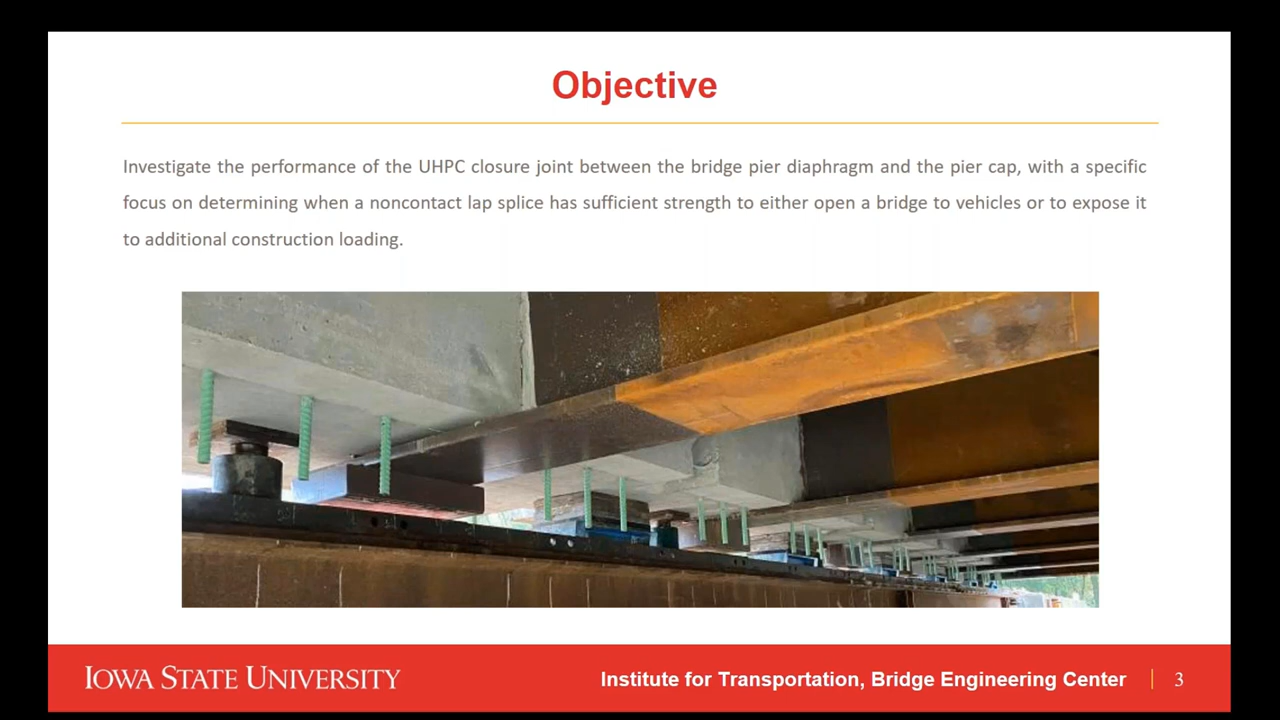 Objective
Investigate the performance of the UHPC closure joint between the bridge pier diaphragm and the pier cap, with a specific
focus on determining when a noncontact lap splice has sufficient strength to either open a bridge to vehicles or to expose it
to additional construction loading.
IOWA STATE UNIVERSITY
Institute for Transportation, Bridge Engineering Center
3